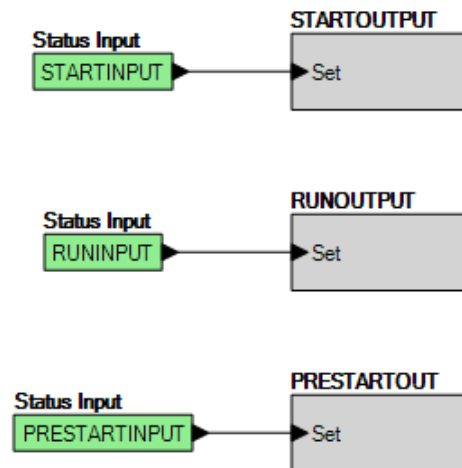 STARTOUTPUT
Status Input
STARTINPUT
Set
RUNOUTPUT
Status Input
RUNINPUT
Set
PRESTARTOUT
Status Input
PRESTARTINPUT
Set